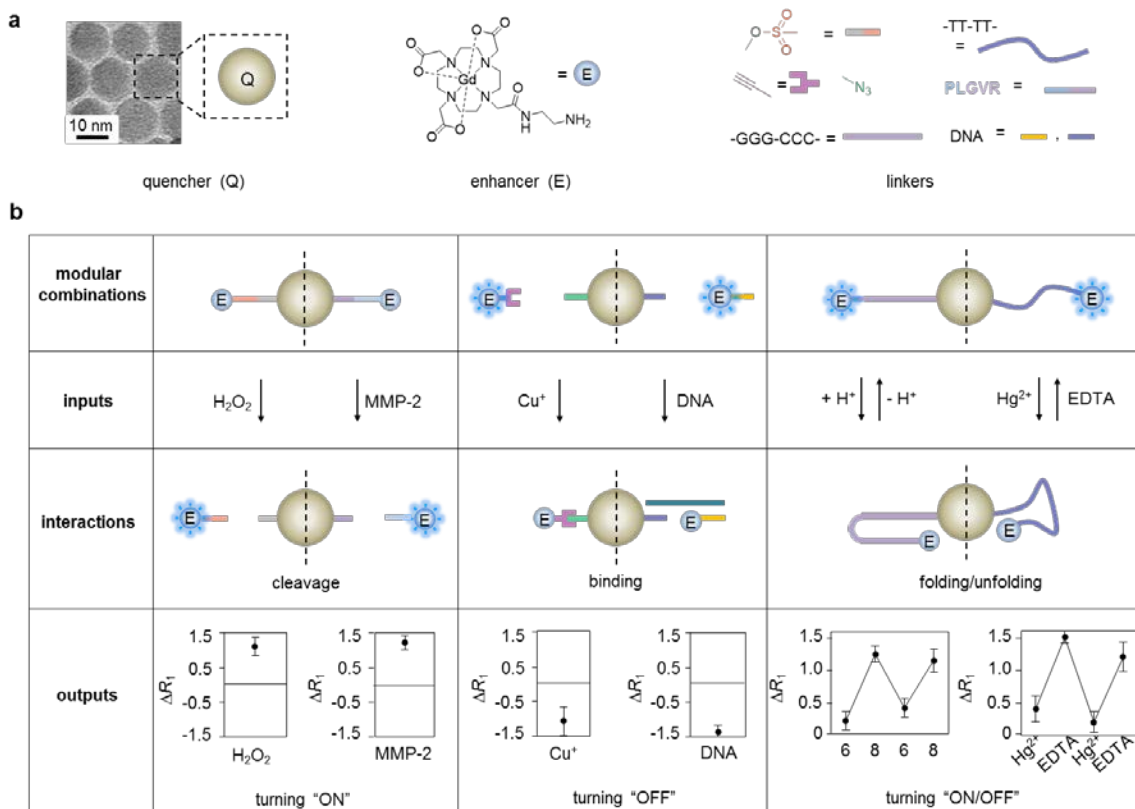 a
Q
10 nm
quencher (Q)
O
O
O
O
N
N
Gd
N
N
O
O
O
N
H
NH₂
= E
enhancer (E)
O
O S
O
=
-TT-TT-
=
= N₃
PLGVR =
-GGG-CCC- =
DNA = ,
linkers
b
modular
combinations
E E
E E
E E
inputs
H₂O₂ MMP-2
Cu⁺ DNA
+ H⁺ - H⁺ Hg²⁺ EDTA
interactions
E E
cleavage
E E
binding
E E
folding/unfolding
outputs
ΔR₁
1.5
0.5
-0.5
-1.5
H₂O₂
ΔR₁
1.5
0.5
-0.5
-1.5
MMP-2
turning “ON”
ΔR₁
1.5
0.5
-0.5
-1.5
Cu⁺
ΔR₁
1.5
0.5
-0.5
-1.5
DNA
turning “OFF”
ΔR₁
1.5
1.0
0.5
0
6 8 6 8
ΔR₁
1.5
1.0
0.5
0
Hg²⁺ EDTA Hg²⁺ EDTA
turning “ON/OFF”